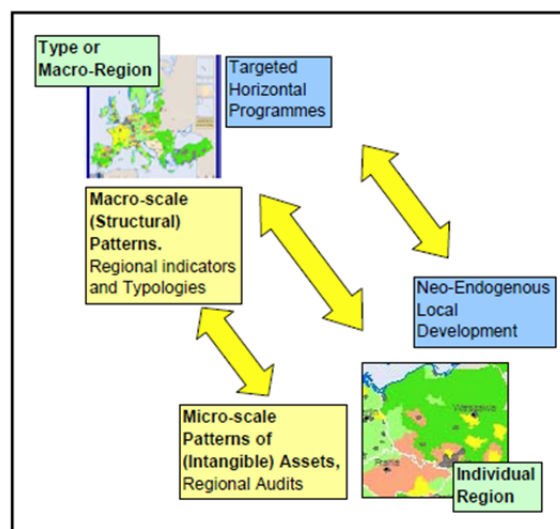 Type or
Macro-Region
Targeted
Horizontal
Programmes
Macro-scale
(Structural)
Patterns.
Regional indicators
and Typologies
Neo-Endogenous
Local
Development
Micro-scale
Patterns of
(Intangible) Assets,
Regional Audits
Individual
Region